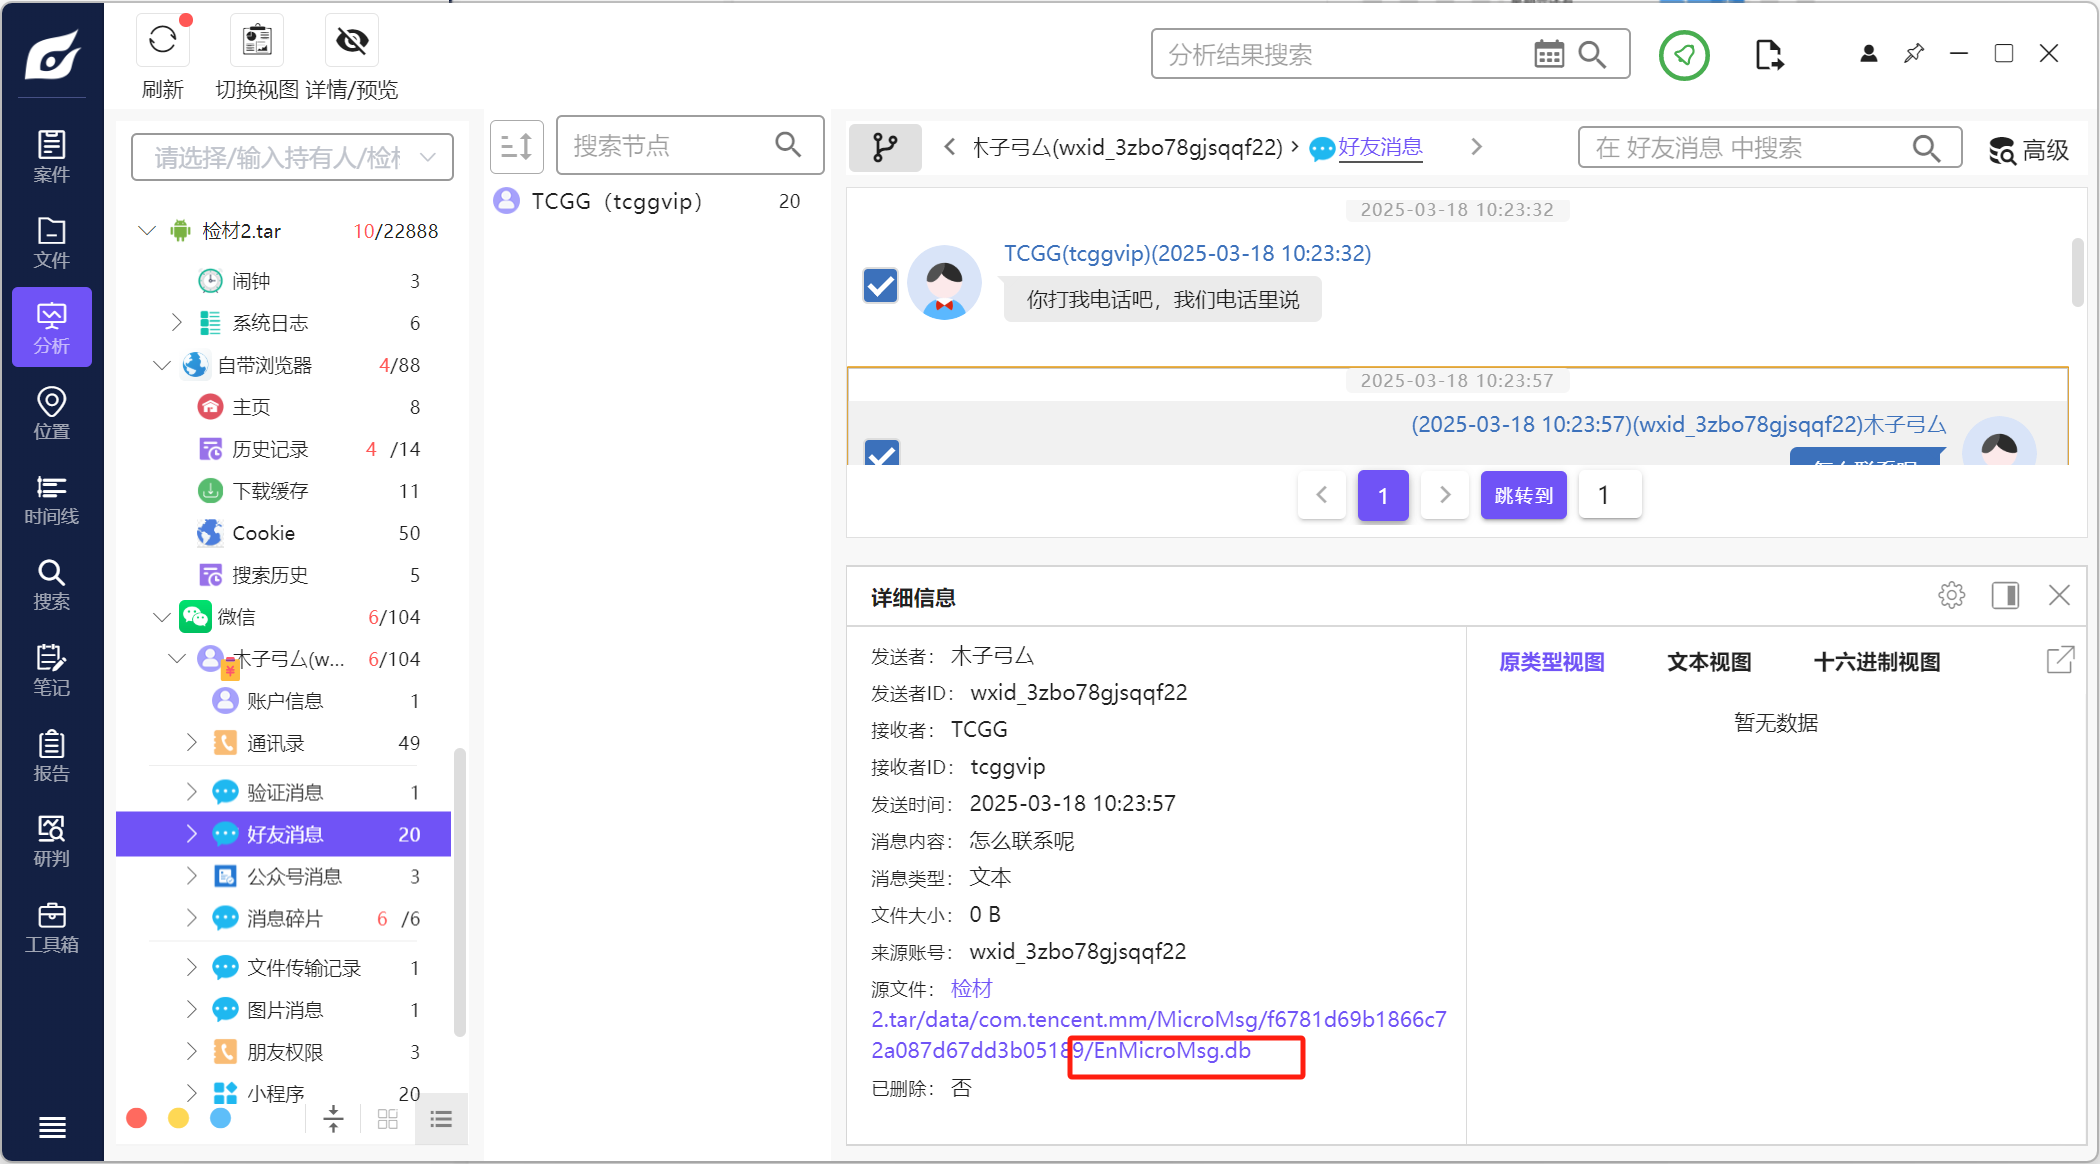 刷新
切换视图
详情/预览
分析结果搜索
案件
文件
分析
位置
时间线
搜索
笔记
报告
研判
工具箱
请选择/输入持有人/检材
检材2.tar 10/22888
闹钟 3
系统日志 6
自带浏览器 4/88
主页 8
历史记录 4 /14
下载缓存 11
Cookie 50
搜索历史 5
微信 6/104
木子弓厶(w... 6/104
账户信息 1
通讯录 49
验证消息 1
好友消息 20
公众号消息 3
消息碎片 6 /6
文件传输记录 1
图片消息 1
朋友权限 3
小程序 20
搜索节点
TCGG（tcggvip） 20
木子弓厶(wxid_3zbo78gjsqqf22) > 好友消息
在 好友消息 中搜索
高级
2025-03-18 10:23:32
TCGG(tcggvip)(2025-03-18 10:23:32)
你打我电话吧，我们电话里说
2025-03-18 10:23:57
(2025-03-18 10:23:57)(wxid_3zbo78gjsqqf22)木子弓厶
怎么联系呢
1 跳转到 1
详细信息
发送者： 木子弓厶
发送者ID： wxid_3zbo78gjsqqf22
接收者： TCGG
接收者ID： tcggvip
发送时间： 2025-03-18 10:23:57
消息内容： 怎么联系呢
消息类型： 文本
文件大小： 0 B
来源账号： wxid_3zbo78gjsqqf22
源文件： 检材
2.tar/data/com.tencent.mm/MicroMsg/f6781d69b1866c7
2a087d67dd3b05189/EnMicroMsg.db
已删除： 否
原类型视图
文本视图
十六进制视图
暂无数据